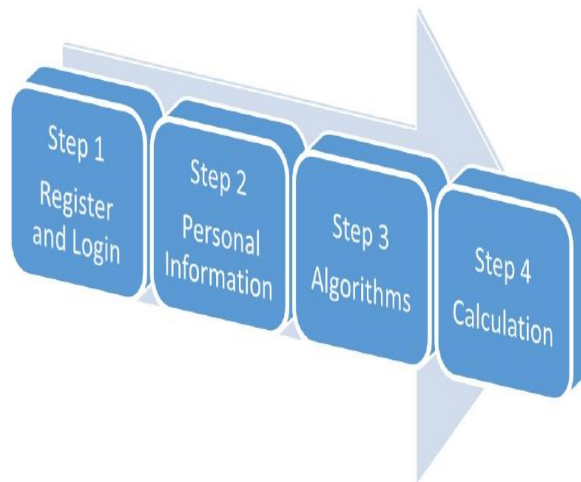 Step 1
Register
and Login
Step 2
Personal
Information
Step 3
Algorithms
Step 4
Calculation